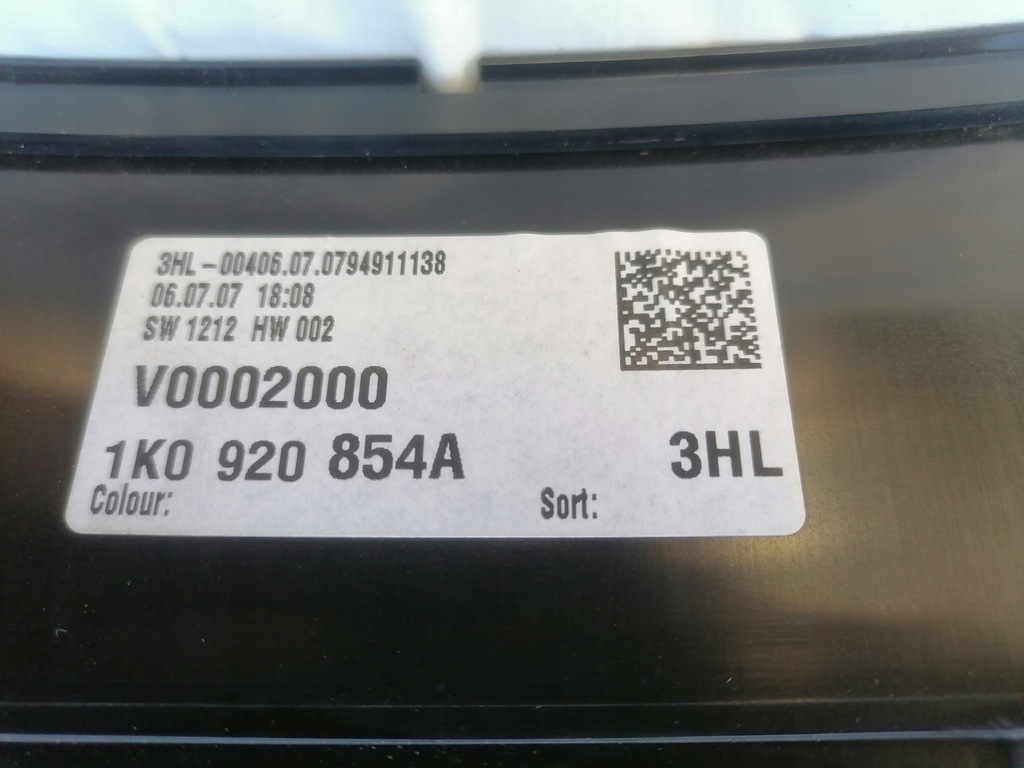 3HL-00406.07.0794911138
06.07.07 18:08
SW 1212 HW 002
V0002000
1K0 920 854A 3HL
Colour: Sort: